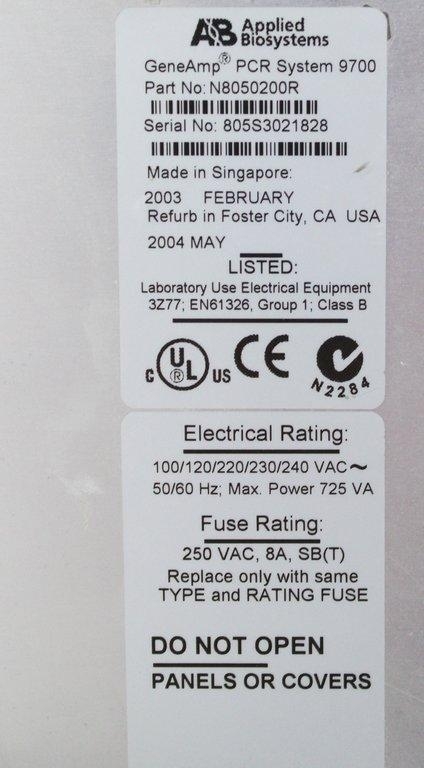 AB Applied
Biosystems
GeneAmp® PCR System 9700
Part No: N8050200R
Serial No: 805S3021828
Made in Singapore:
2003 FEBRUARY
Refurb in Foster City, CA USA
2004 MAY
LISTED:
Laboratory Use Electrical Equipment
3Z77; EN61326, Group 1; Class B
C UL ® US CE N2284
Electrical Rating:
100/120/220/230/240 VAC~
50/60 Hz; Max. Power 725 VA
Fuse Rating:
250 VAC, 8A, SB(T)
Replace only with same
TYPE and RATING FUSE
DO NOT OPEN
PANELS OR COVERS